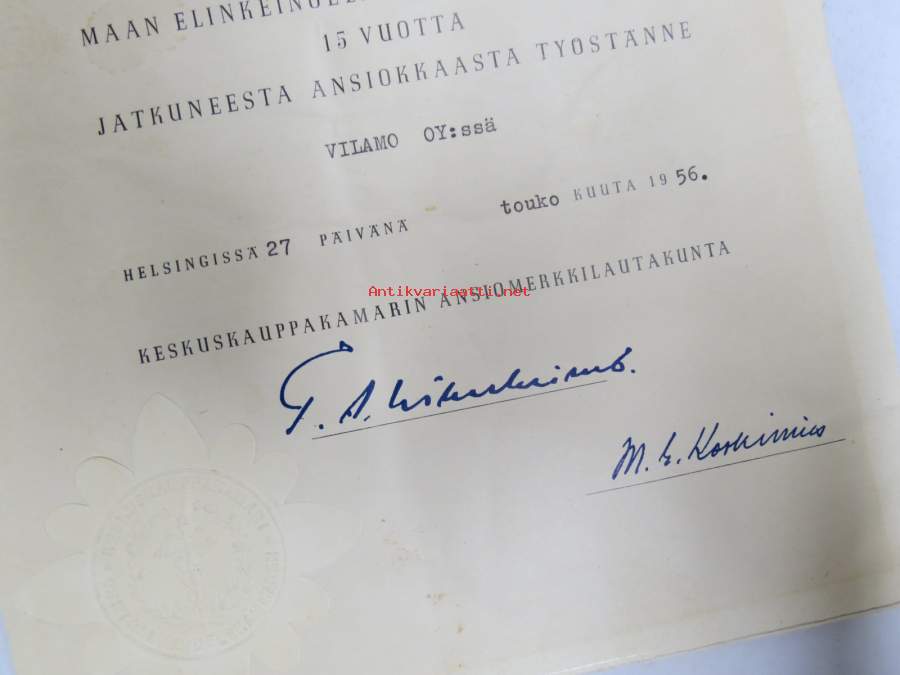 MAAN
15 VUOTTA
JATKUNEESTA ANSIOKKAASTA TYÖSTÄNNE
VILAMO OY:ssä
HELSINGISSÄ 27 PÄIVÄNÄ touko KUUTA 1956.
Antikvariaatti.net
KESKUSKAUPPAKAMARIN ANSIOMERKKILAUTAKUNTA
M. E. Koskimies